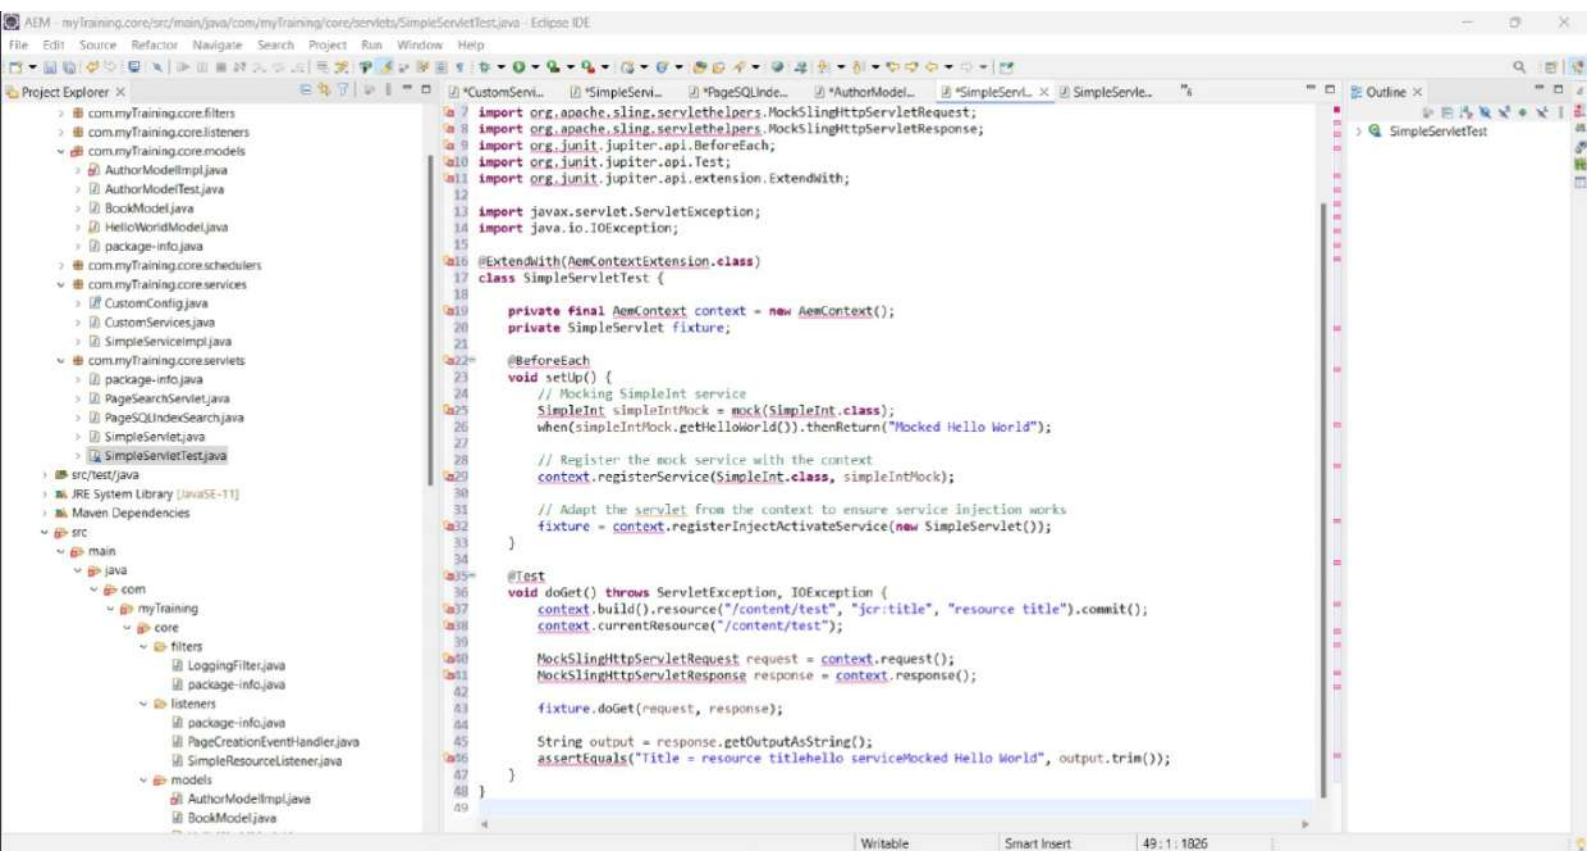 AEM - myTraining.core/src/main/java/com/myTraining/core/servlets/SimpleServletTest.java - Eclipse IDE
File Edit Source Refactor Navigate Search Project Run Window Help
Project Explorer
*CustomServi... *SimpleServi... *PageSQLInde... *AuthorModel... *SimpleServl... SimpleServle... "6
Outline
SimpleServletTest
com.myTraining.core.filters
com.myTraining.core.listeners
com.myTraining.core.models
AuthorModelImpl.java
AuthorModelTest.java
BookModel.java
HelloWorldModel.java
package-info.java
com.myTraining.core.schedulers
com.myTraining.core.services
CustomConfig.java
CustomServices.java
SimpleServiceImpl.java
com.myTraining.core.servlets
package-info.java
PageSearchServlet.java
PageSQLIndexSearch.java
SimpleServlet.java
SimpleServletTest.java
src/test/java
JRE System Library [JavaSE-11]
Maven Dependencies
src
main
java
com
myTraining
core
filters
LoggingFilter.java
package-info.java
listeners
package-info.java
PageCreationEventHandler.java
SimpleResourceListener.java
models
AuthorModelImpl.java
BookModel.java
7 import org.apache.sling.servlethelpers.MockSlingHttpServletRequest;
8 import org.apache.sling.servlethelpers.MockSlingHttpServletResponse;
9 import org.junit.jupiter.api.BeforeEach;
10 import org.junit.jupiter.api.Test;
11 import org.junit.jupiter.api.extension.ExtendWith;
12
13 import javax.servlet.ServletException;
14 import java.io.IOException;
15
16 @ExtendWith(AemContextExtension.class)
17 class SimpleServletTest {
18
19 private final AemContext context = new AemContext();
20 private SimpleServlet fixture;
21
22 @BeforeEach
23 void setUp() {
24 // Mocking SimpleInt service
25 SimpleInt simpleIntMock = mock(SimpleInt.class);
26 when(simpleIntMock.getHelloWorld()).thenReturn("Mocked Hello World");
27
28 // Register the mock service with the context
29 context.registerService(SimpleInt.class, simpleIntMock);
30
31 // Adapt the servlet from the context to ensure service injection works
32 fixture = context.registerInjectActivateService(new SimpleServlet());
33 }
34
35 @Test
36 void doGet() throws ServletException, IOException {
37 context.build().resource("/content/test", "jcr:title", "resource title").commit();
38 context.currentResource("/content/test");
39
40 MockSlingHttpServletRequest request = context.request();
41 MockSlingHttpServletResponse response = context.response();
42
43 fixture.doGet(request, response);
44
45 String output = response.getOutputAsString();
46 assertEquals("Title = resource titlehello serviceMocked Hello World", output.trim());
47 }
48 }
49
Writable Smart Insert 49 : 1 : 1826